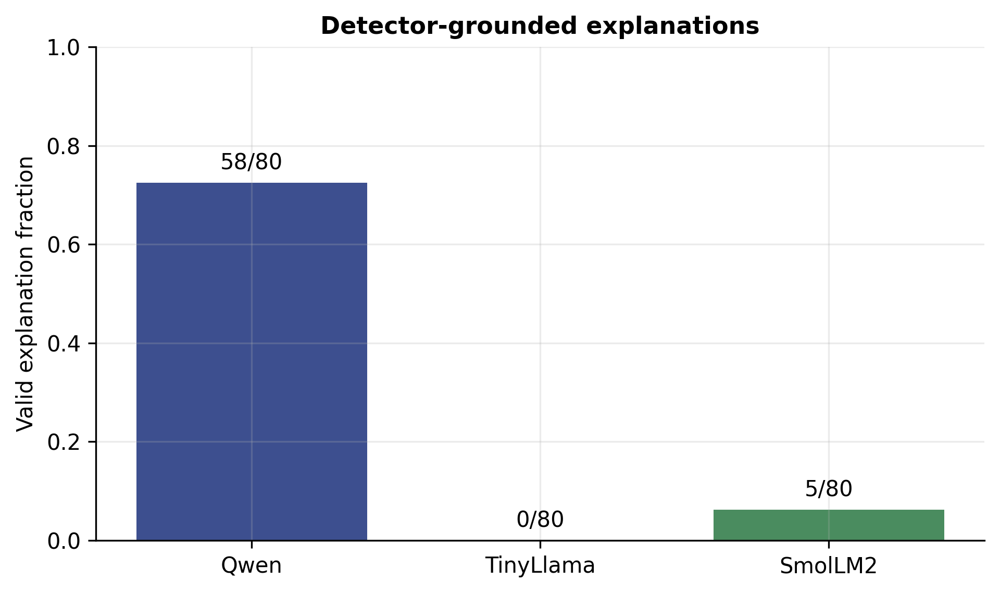 Detector-grounded explanations
Valid explanation fraction
1.0
0.8
0.6
0.4
0.2
0.0
58/80
0/80
5/80
Qwen
TinyLlama
SmolLM2